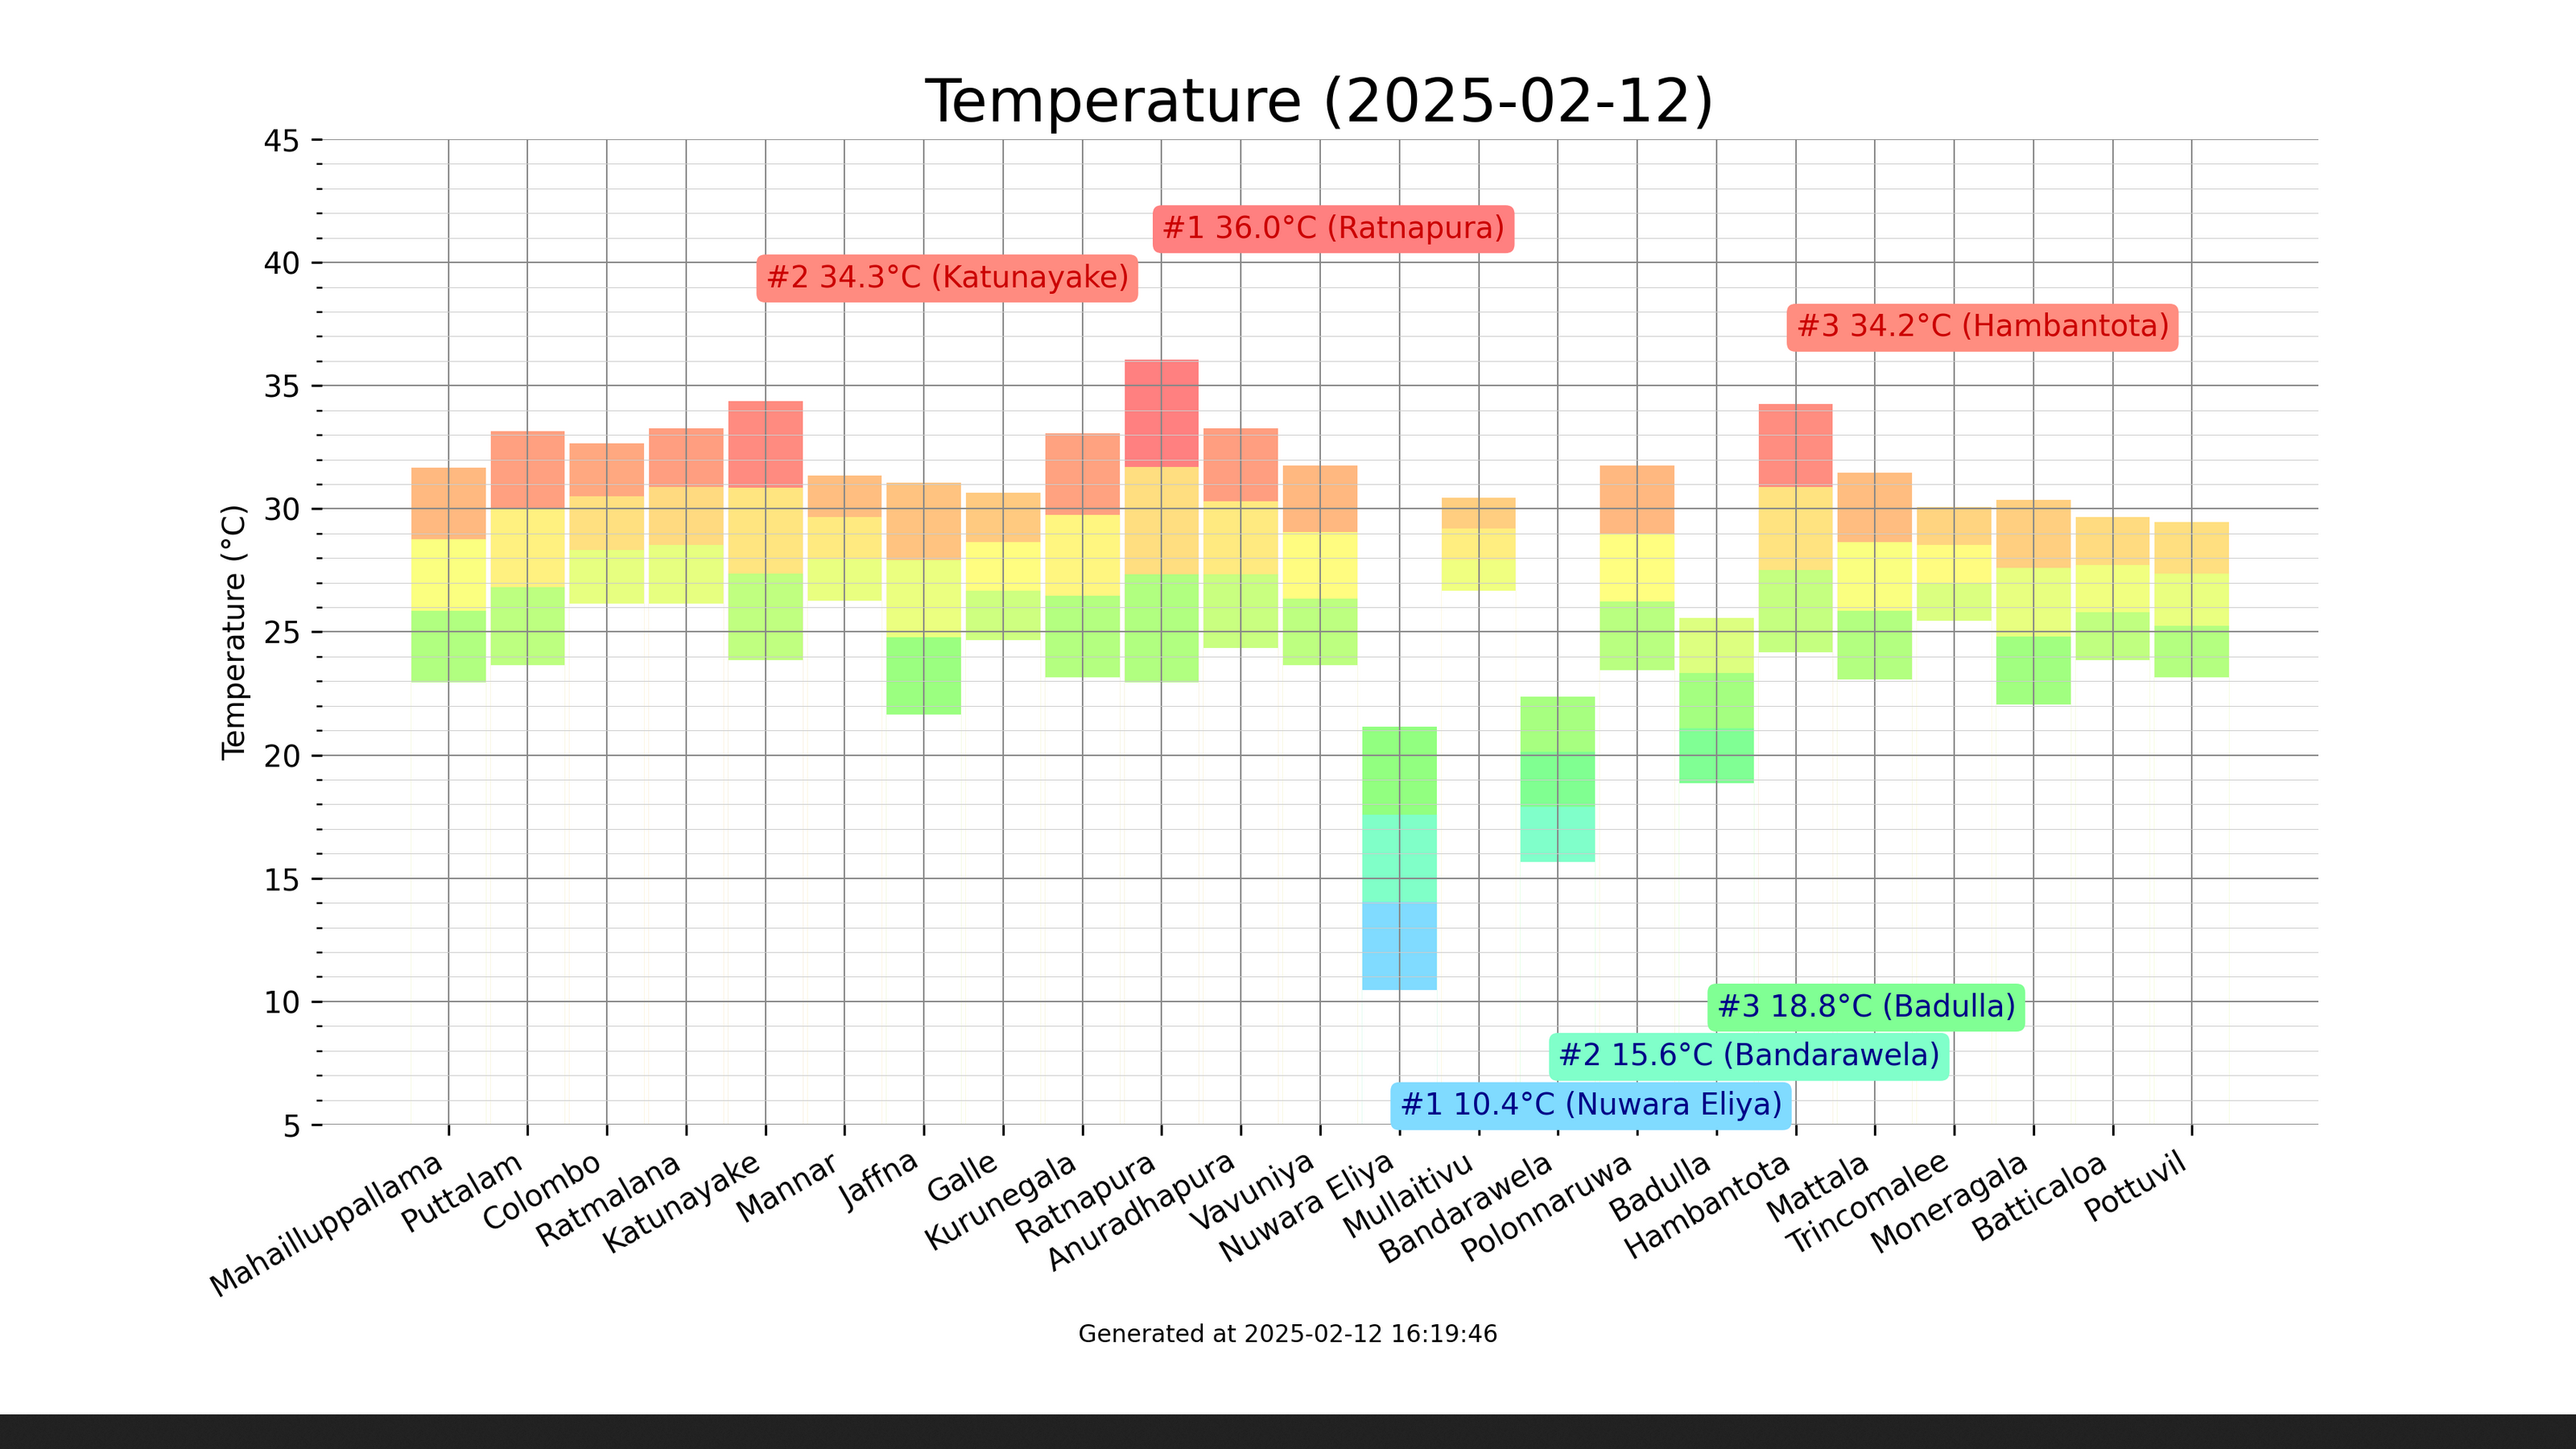 Temperature (2025-02-12)
45
40
35
30
25
20
15
10
5
Temperature (°C)
#1 36.0°C (Ratnapura)
#2 34.3°C (Katunayake)
#3 34.2°C (Hambantota)
#3 18.8°C (Badulla)
#2 15.6°C (Bandarawela)
#1 10.4°C (Nuwara Eliya)
Mahailluppallama
Puttalam
Colombo
Ratmalana
Katunayake
Mannar
Jaffna
Galle
Kurunegala
Ratnapura
Anuradhapura
Vavuniya
Nuwara Eliya
Mullaitivu
Bandarawela
Polonnaruwa
Badulla
Hambantota
Mattala
Trincomalee
Moneragala
Batticaloa
Pottuvil
Generated at 2025-02-12 16:19:46